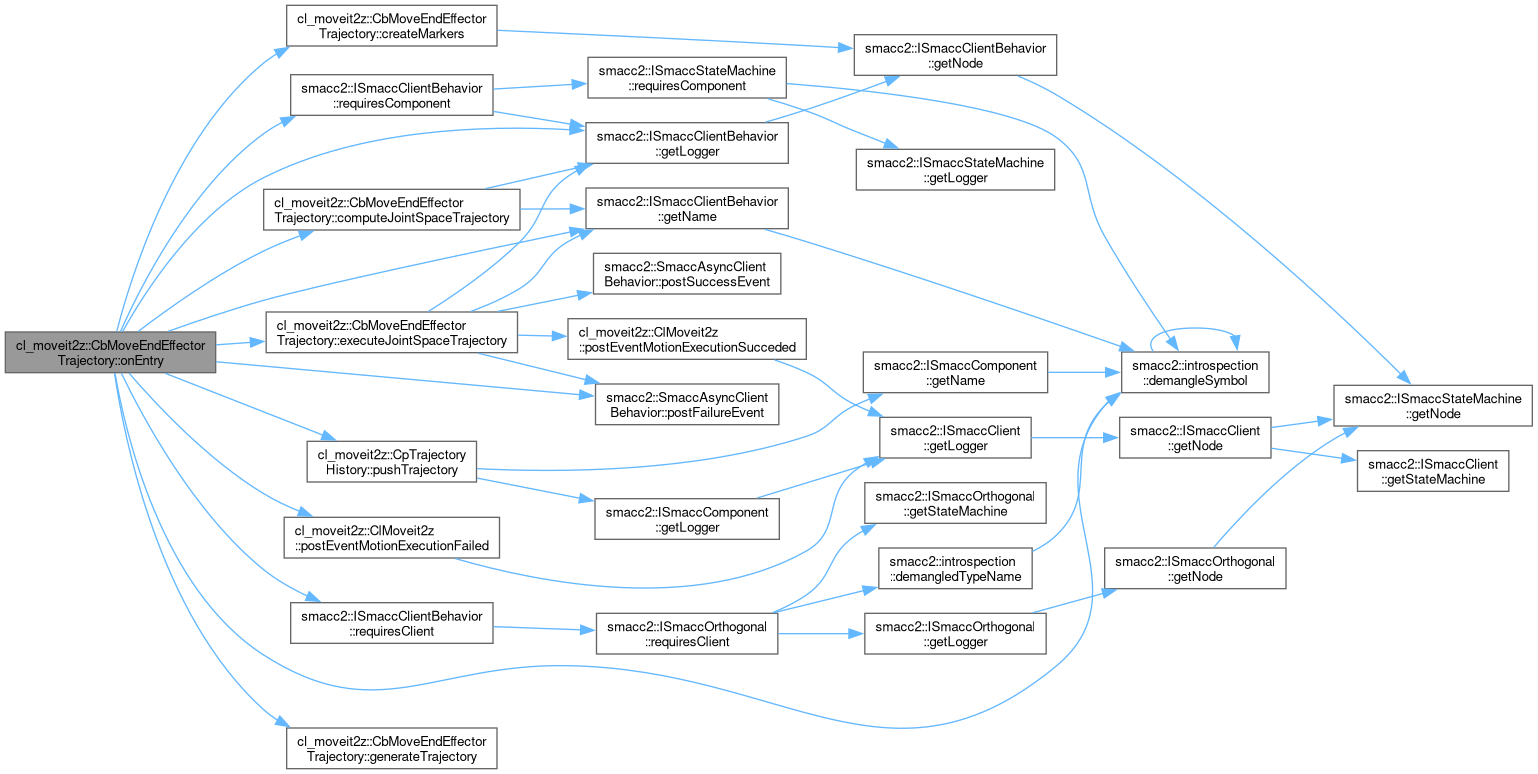 cl_moveit2z::CbMoveEndEffector
Trajectory::onEntry
cl_moveit2z::CbMoveEndEffector
Trajectory::createMarkers
smacc2::ISmaccClientBehavior
::requiresComponent
cl_moveit2z::CbMoveEndEffector
Trajectory::computeJointSpaceTrajectory
cl_moveit2z::CbMoveEndEffector
Trajectory::executeJointSpaceTrajectory
cl_moveit2z::CpTrajectory
History::pushTrajectory
cl_moveit2z::ClMoveit2z
::postEventMotionExecutionFailed
smacc2::ISmaccClientBehavior
::requiresClient
cl_moveit2z::CbMoveEndEffector
Trajectory::generateTrajectory
smacc2::ISmaccStateMachine
::requiresComponent
smacc2::ISmaccClientBehavior
::getLogger
smacc2::ISmaccClientBehavior
::getName
smacc2::SmaccAsyncClient
Behavior::postSuccessEvent
cl_moveit2z::ClMoveit2z
::postEventMotionExecutionSucceded
smacc2::SmaccAsyncClient
Behavior::postFailureEvent
smacc2::ISmaccComponent
::getLogger
smacc2::ISmaccOrthogonal
::requiresClient
smacc2::ISmaccClientBehavior
::getNode
smacc2::ISmaccStateMachine
::getLogger
smacc2::ISmaccComponent
::getName
smacc2::ISmaccClient
::getLogger
smacc2::ISmaccOrthogonal
::getStateMachine
smacc2::introspection
::demangledTypeName
smacc2::ISmaccOrthogonal
::getLogger
smacc2::introspection
::demangleSymbol
smacc2::ISmaccClient
::getNode
smacc2::ISmaccOrthogonal
::getNode
smacc2::ISmaccStateMachine
::getNode
smacc2::ISmaccClient
::getStateMachine